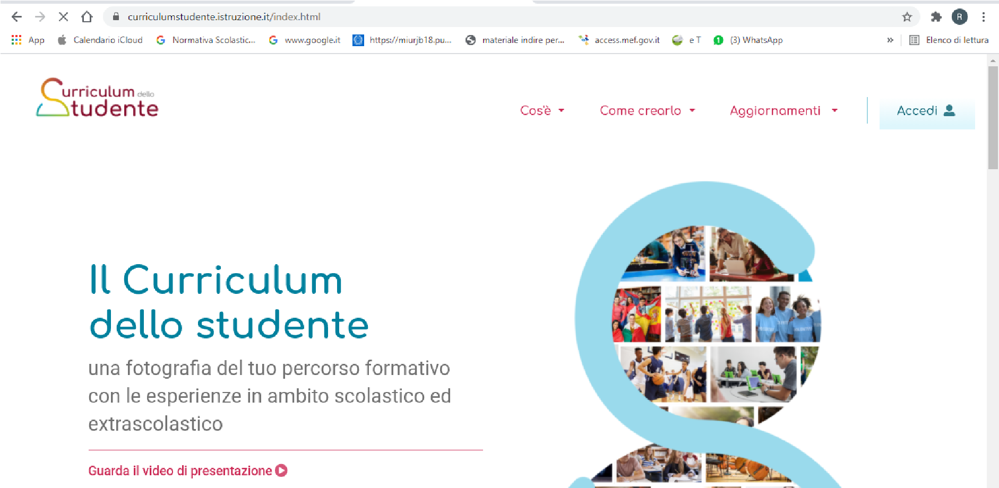 curriculumstudente.istruzione.it/index.html
R
App
Calendario iCloud
Normativa Scolastic...
www.google.it
https://miurjb18.pu...
materiale indire per...
access.mef.gov.it
e T
1
(3) WhatsApp
»
Elenco di lettura
Curriculum dello
Studente
Cos'è
Come crearlo
Aggiornamenti
Accedi
Il Curriculum
dello studente
una fotografia del tuo percorso formativo
con le esperienze in ambito scolastico ed
extrascolastico
Guarda il video di presentazione